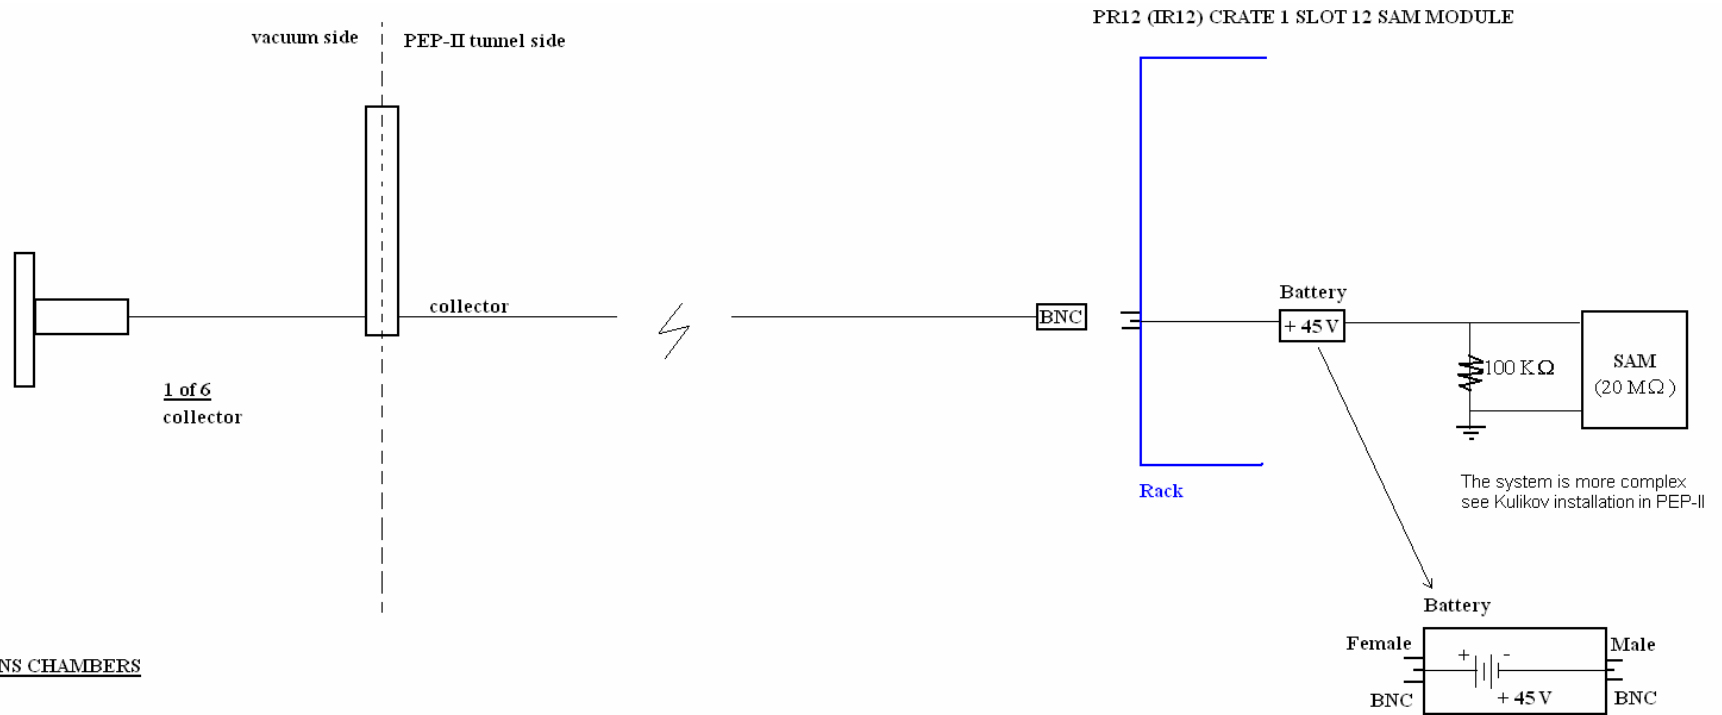 PR12 (IR12) CRATE 1 SLOT 12 SAM MODULE
vacuum side
PEP-II tunnel side
collector
BNC
Battery
+ 45 V
100 KΩ
SAM
(20 MΩ)
1 of 6
collector
Rack
The system is more complex
see Kulikov installation in PEP-II
Battery
Female
Male
+ -
BNC
+ 45 V
BNC
NS CHAMBERS